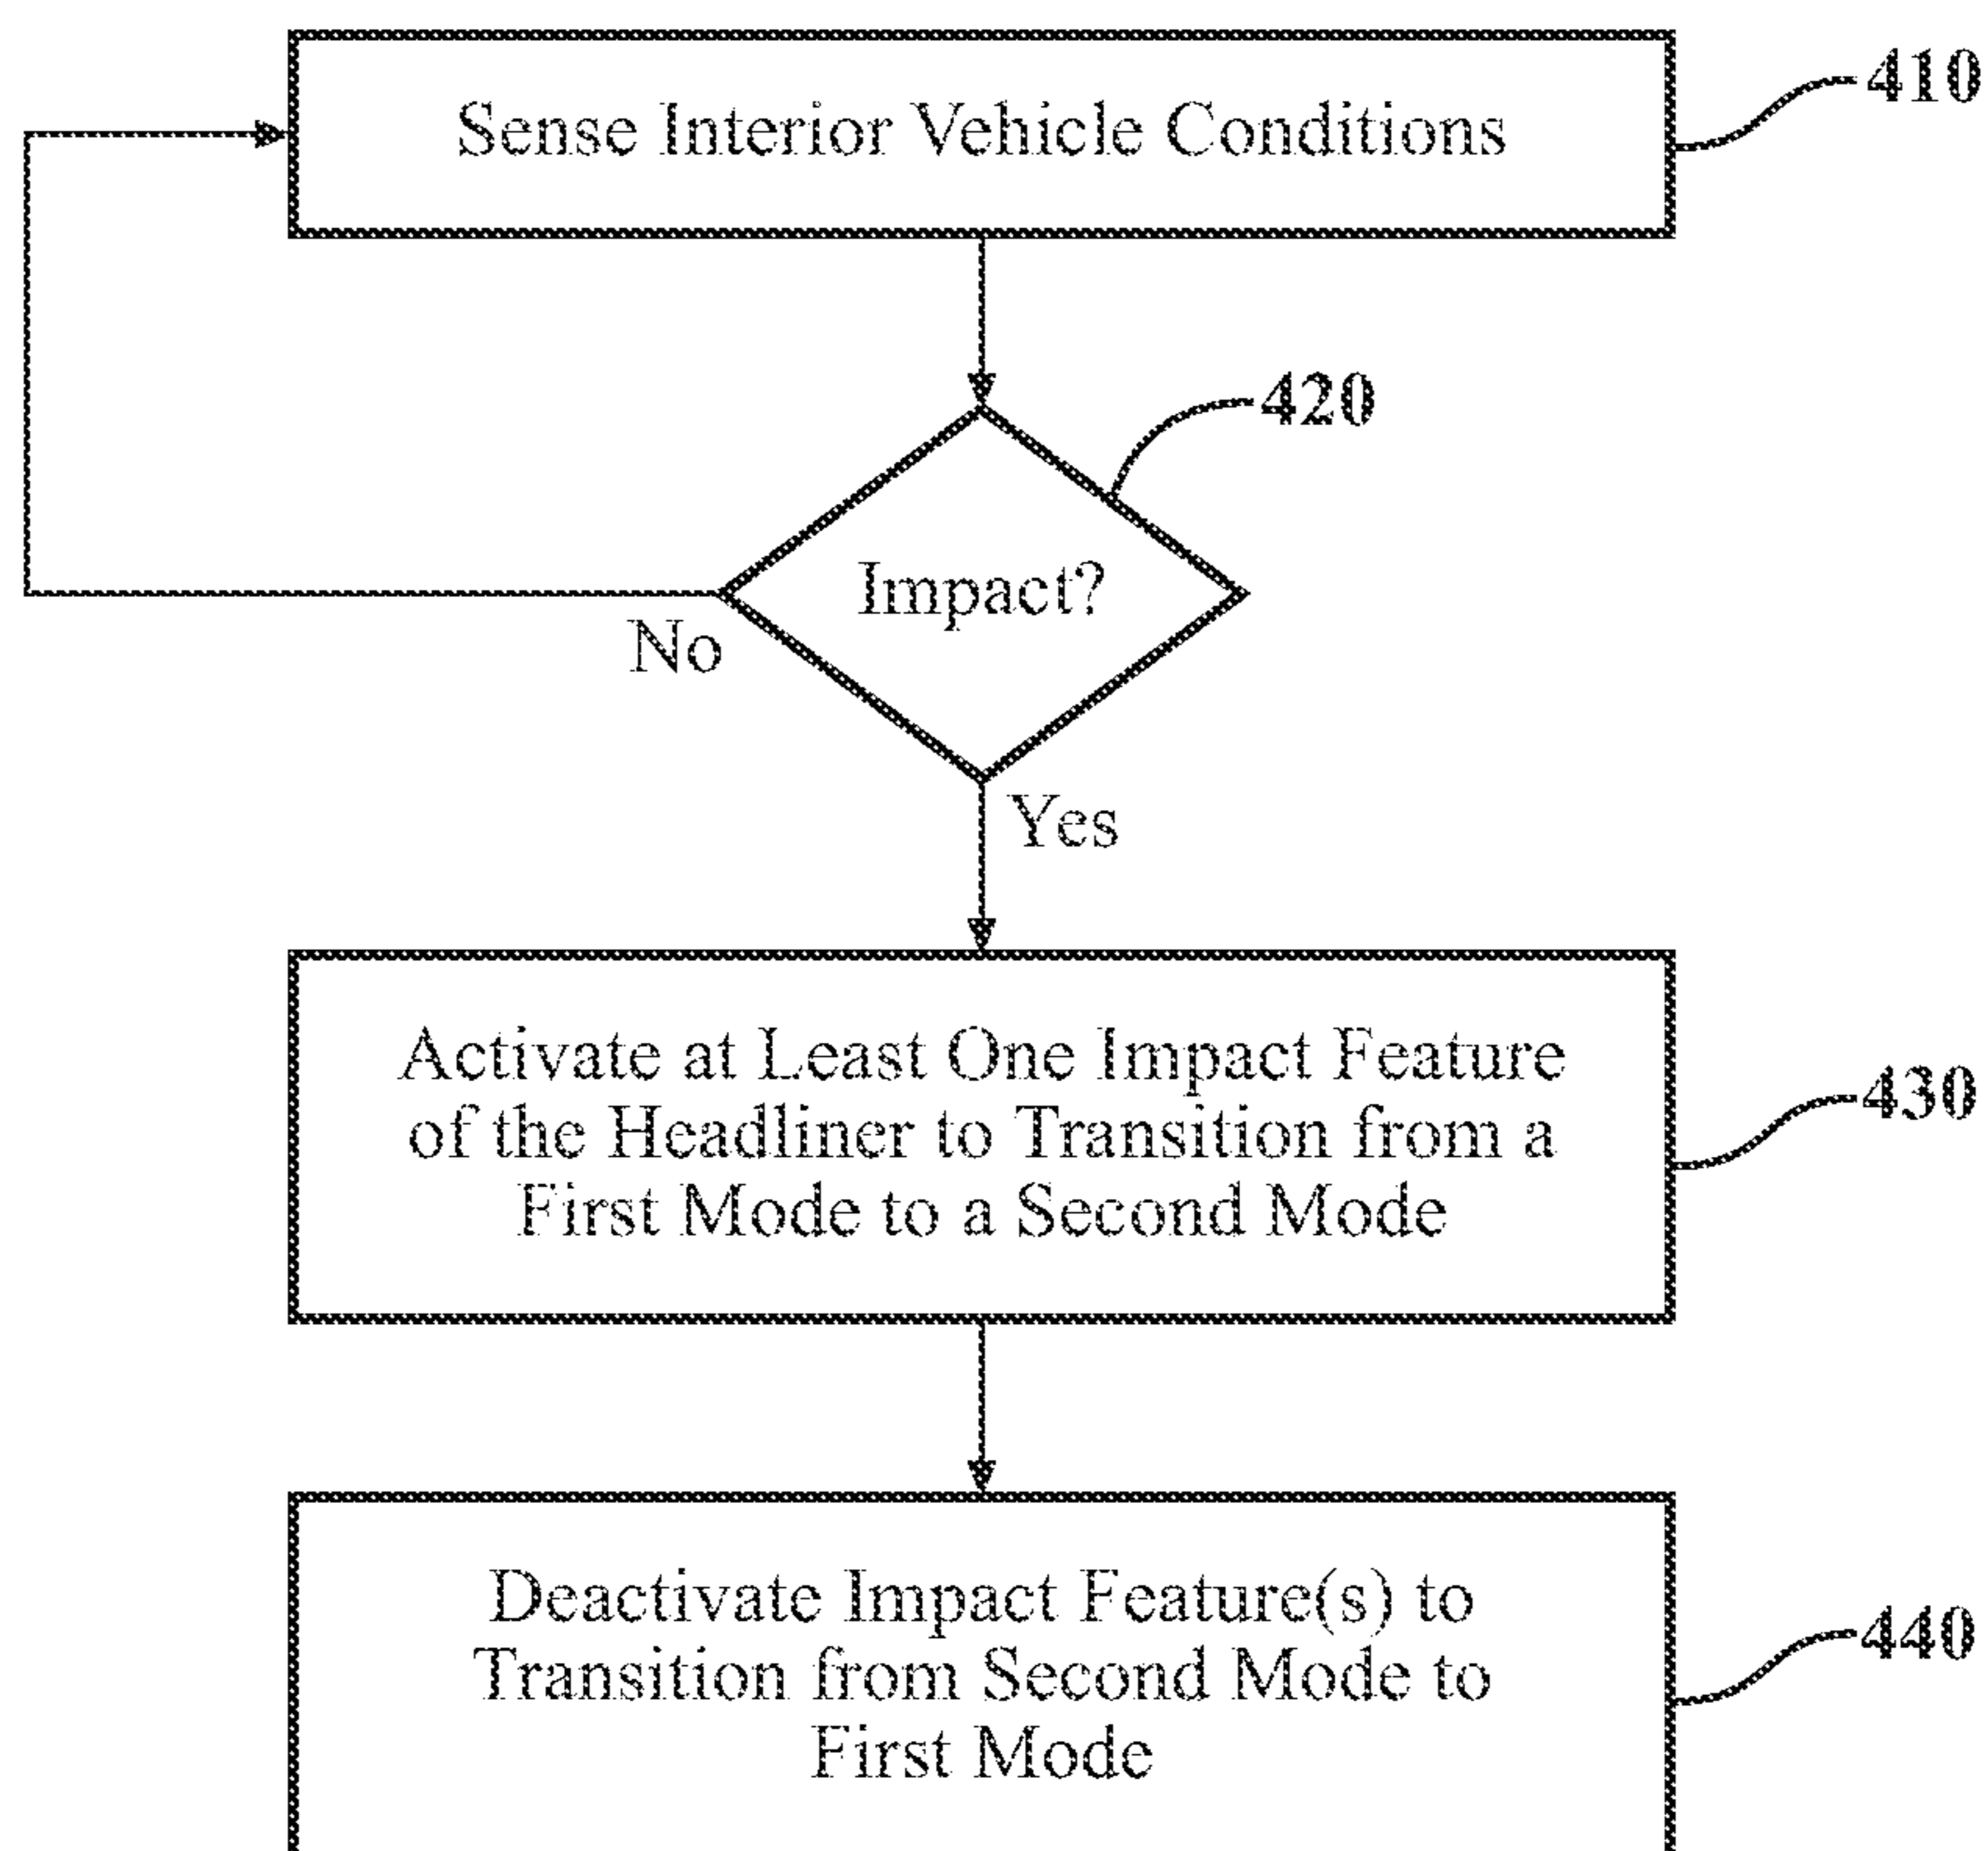 Sense Interior Vehicle Conditions
410
420
Impact?
No
Yes
Activate at Least One Impact Feature
of the Headliner to Transition from a
First Mode to a Second Mode
430
Deactivate Impact Feature(s) to
Transition from Second Mode to
First Mode
440